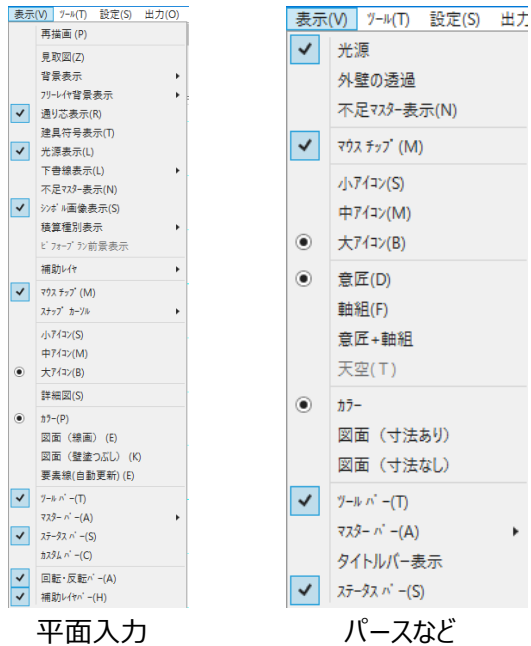 表示(V) ﾂｰﾙ(T) 設定(S) 出力(O)
再描画 (P)
見取図(Z)
背景表示
ﾌﾘｰﾚｲﾔ背景表示
通り芯表示(R)
建具符号表示(T)
光源表示(L)
下書線表示(L)
不足ﾏｽﾀｰ表示(N)
ｼﾝﾎﾞﾙ画像表示(S)
積算種別表示
ﾋﾞﾌｫｰﾌﾟﾗﾝ前景表示
補助ﾚｲﾔ
ﾏｳｽ ﾁｯﾌﾟ (M)
ｽﾅｯﾌﾟ ｶｰｿﾙ
小ｱｲｺﾝ(S)
中ｱｲｺﾝ(M)
大ｱｲｺﾝ(B)
詳細図(S)
ｶﾗｰ(P)
図面（線画）(E)
図面（壁塗つぶし）(K)
要素線(自動更新) (E)
ﾂｰﾙ ﾊﾞｰ(T)
ﾏｽﾀｰ ﾊﾞｰ(A)
ｽﾃｰﾀｽ ﾊﾞｰ(S)
ｶｽﾀﾑ ﾊﾞｰ(C)
回転・反転ﾊﾞｰ(A)
補助ﾚｲﾔﾊﾞｰ(H)
平面入力
表示(V) ﾂｰﾙ(T) 設定(S) 出力
光源
外壁の透過
不足ﾏｽﾀｰ表示(N)
ﾏｳｽ ﾁｯﾌﾟ (M)
小ｱｲｺﾝ(S)
中ｱｲｺﾝ(M)
大ｱｲｺﾝ(B)
意匠(D)
軸組(F)
意匠+軸組
天空(Ｔ)
ｶﾗｰ
図面（寸法あり）
図面（寸法なし）
ﾂｰﾙ ﾊﾞｰ(T)
ﾏｽﾀｰ ﾊﾞｰ(A)
タイトルバー表示
ｽﾃｰﾀｽ ﾊﾞｰ(S)
パースなど